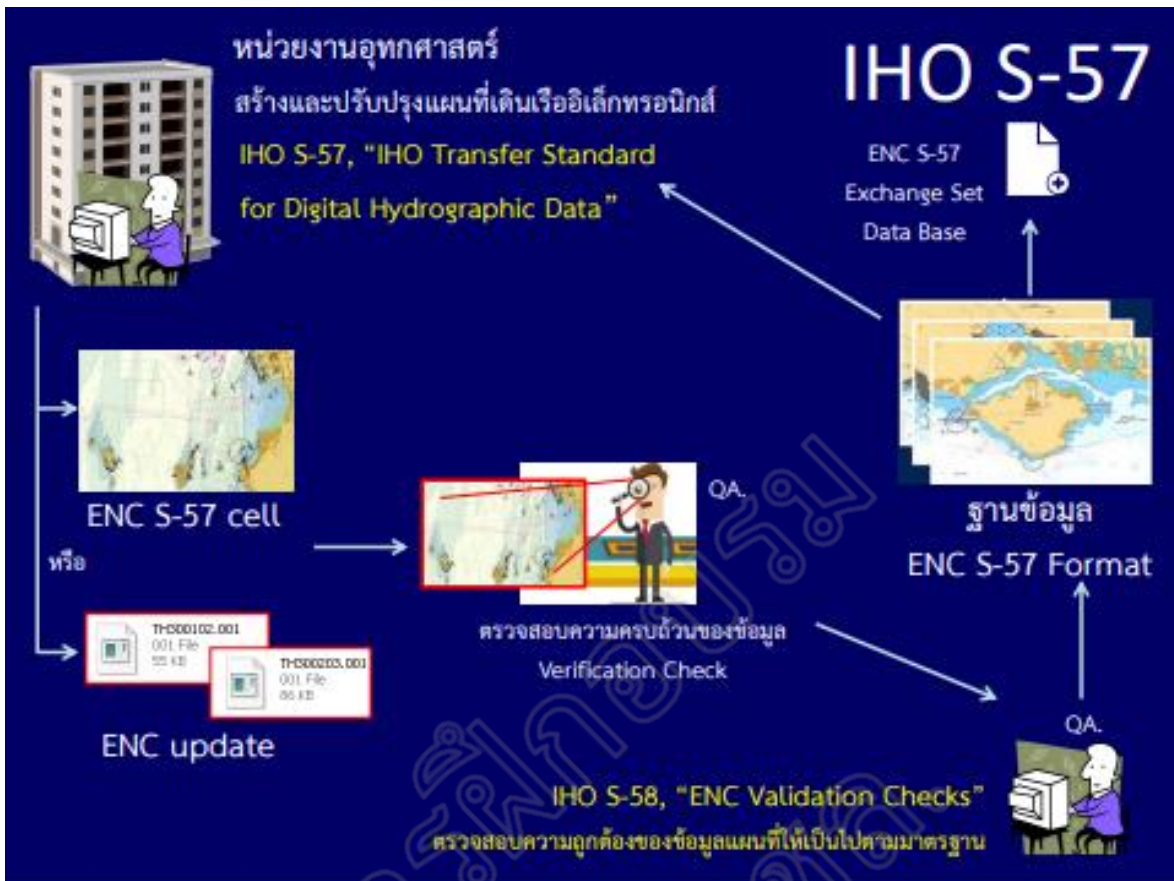 หน่วยงานอุทกศาสตร์
สร้างและปรับปรุงแผนที่เดินเรืออิเล็กทรอนิกส์
IHO S-57, “IHO Transfer Standard
for Digital Hydrographic Data”
IHO S-57
ENC S-57
Exchange Set
Data Base
ENC S-57 cell
หรือ
TH300102.001
001 File
55 KB
TH300203.001
001 File
86 KB
ENC update
QA.
ตรวจสอบความครบถ้วนของข้อมูล
Verification Check
ฐานข้อมูล
ENC S-57 Format
QA.
IHO S-58, “ENC Validation Checks”
ตรวจสอบความถูกต้องของข้อมูลแผนที่ให้เป็นไปตามมาตรฐาน